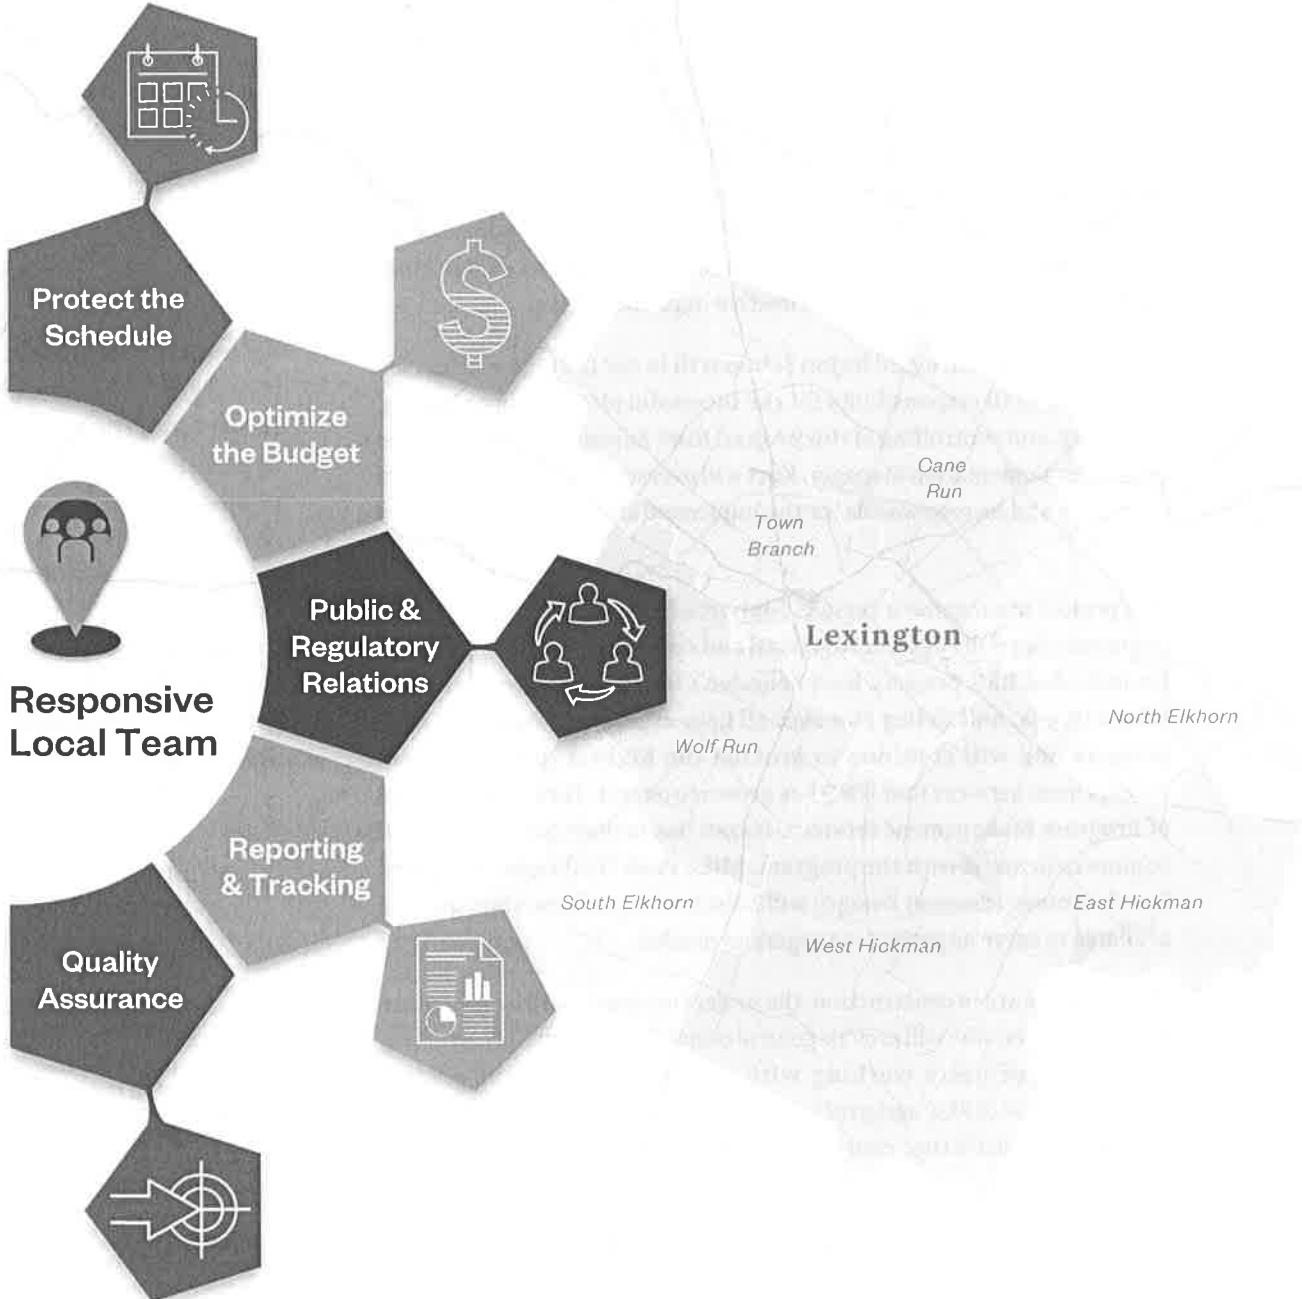 Protect the
Schedule
Optimize
the Budget
Public &
Regulatory
Relations
Responsive
Local Team
Reporting
& Tracking
Quality
Assurance
Cane
Run
Town
Branch
Lexington
North Elkhorn
Wolf Run
South Elkhorn
East Hickman
West Hickman